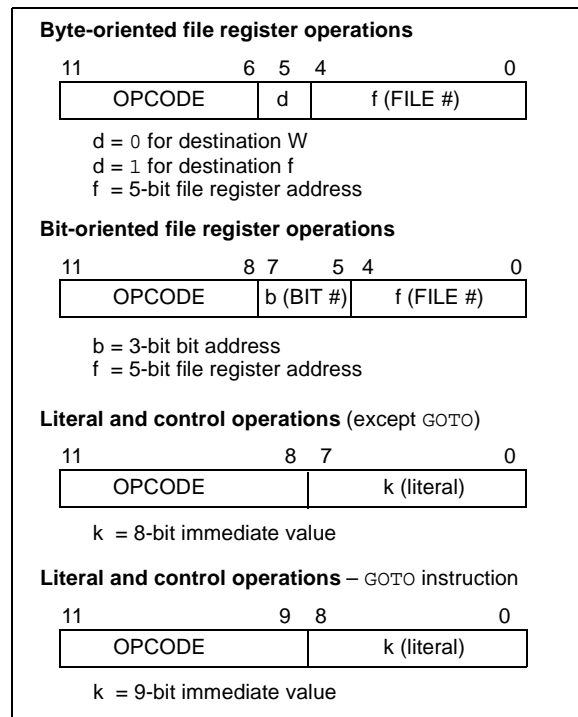 Byte-oriented file register operations
11 6 5 4 0
OPCODE d f (FILE #)
d = 0 for destination W
d = 1 for destination f
f = 5-bit file register address
Bit-oriented file register operations
11 8 7 5 4 0
OPCODE b (BIT #) f (FILE #)
b = 3-bit bit address
f = 5-bit file register address
Literal and control operations (except GOTO)
11 8 7 0
OPCODE k (literal)
k = 8-bit immediate value
Literal and control operations – GOTO instruction
11 9 8 0
OPCODE k (literal)
k = 9-bit immediate value